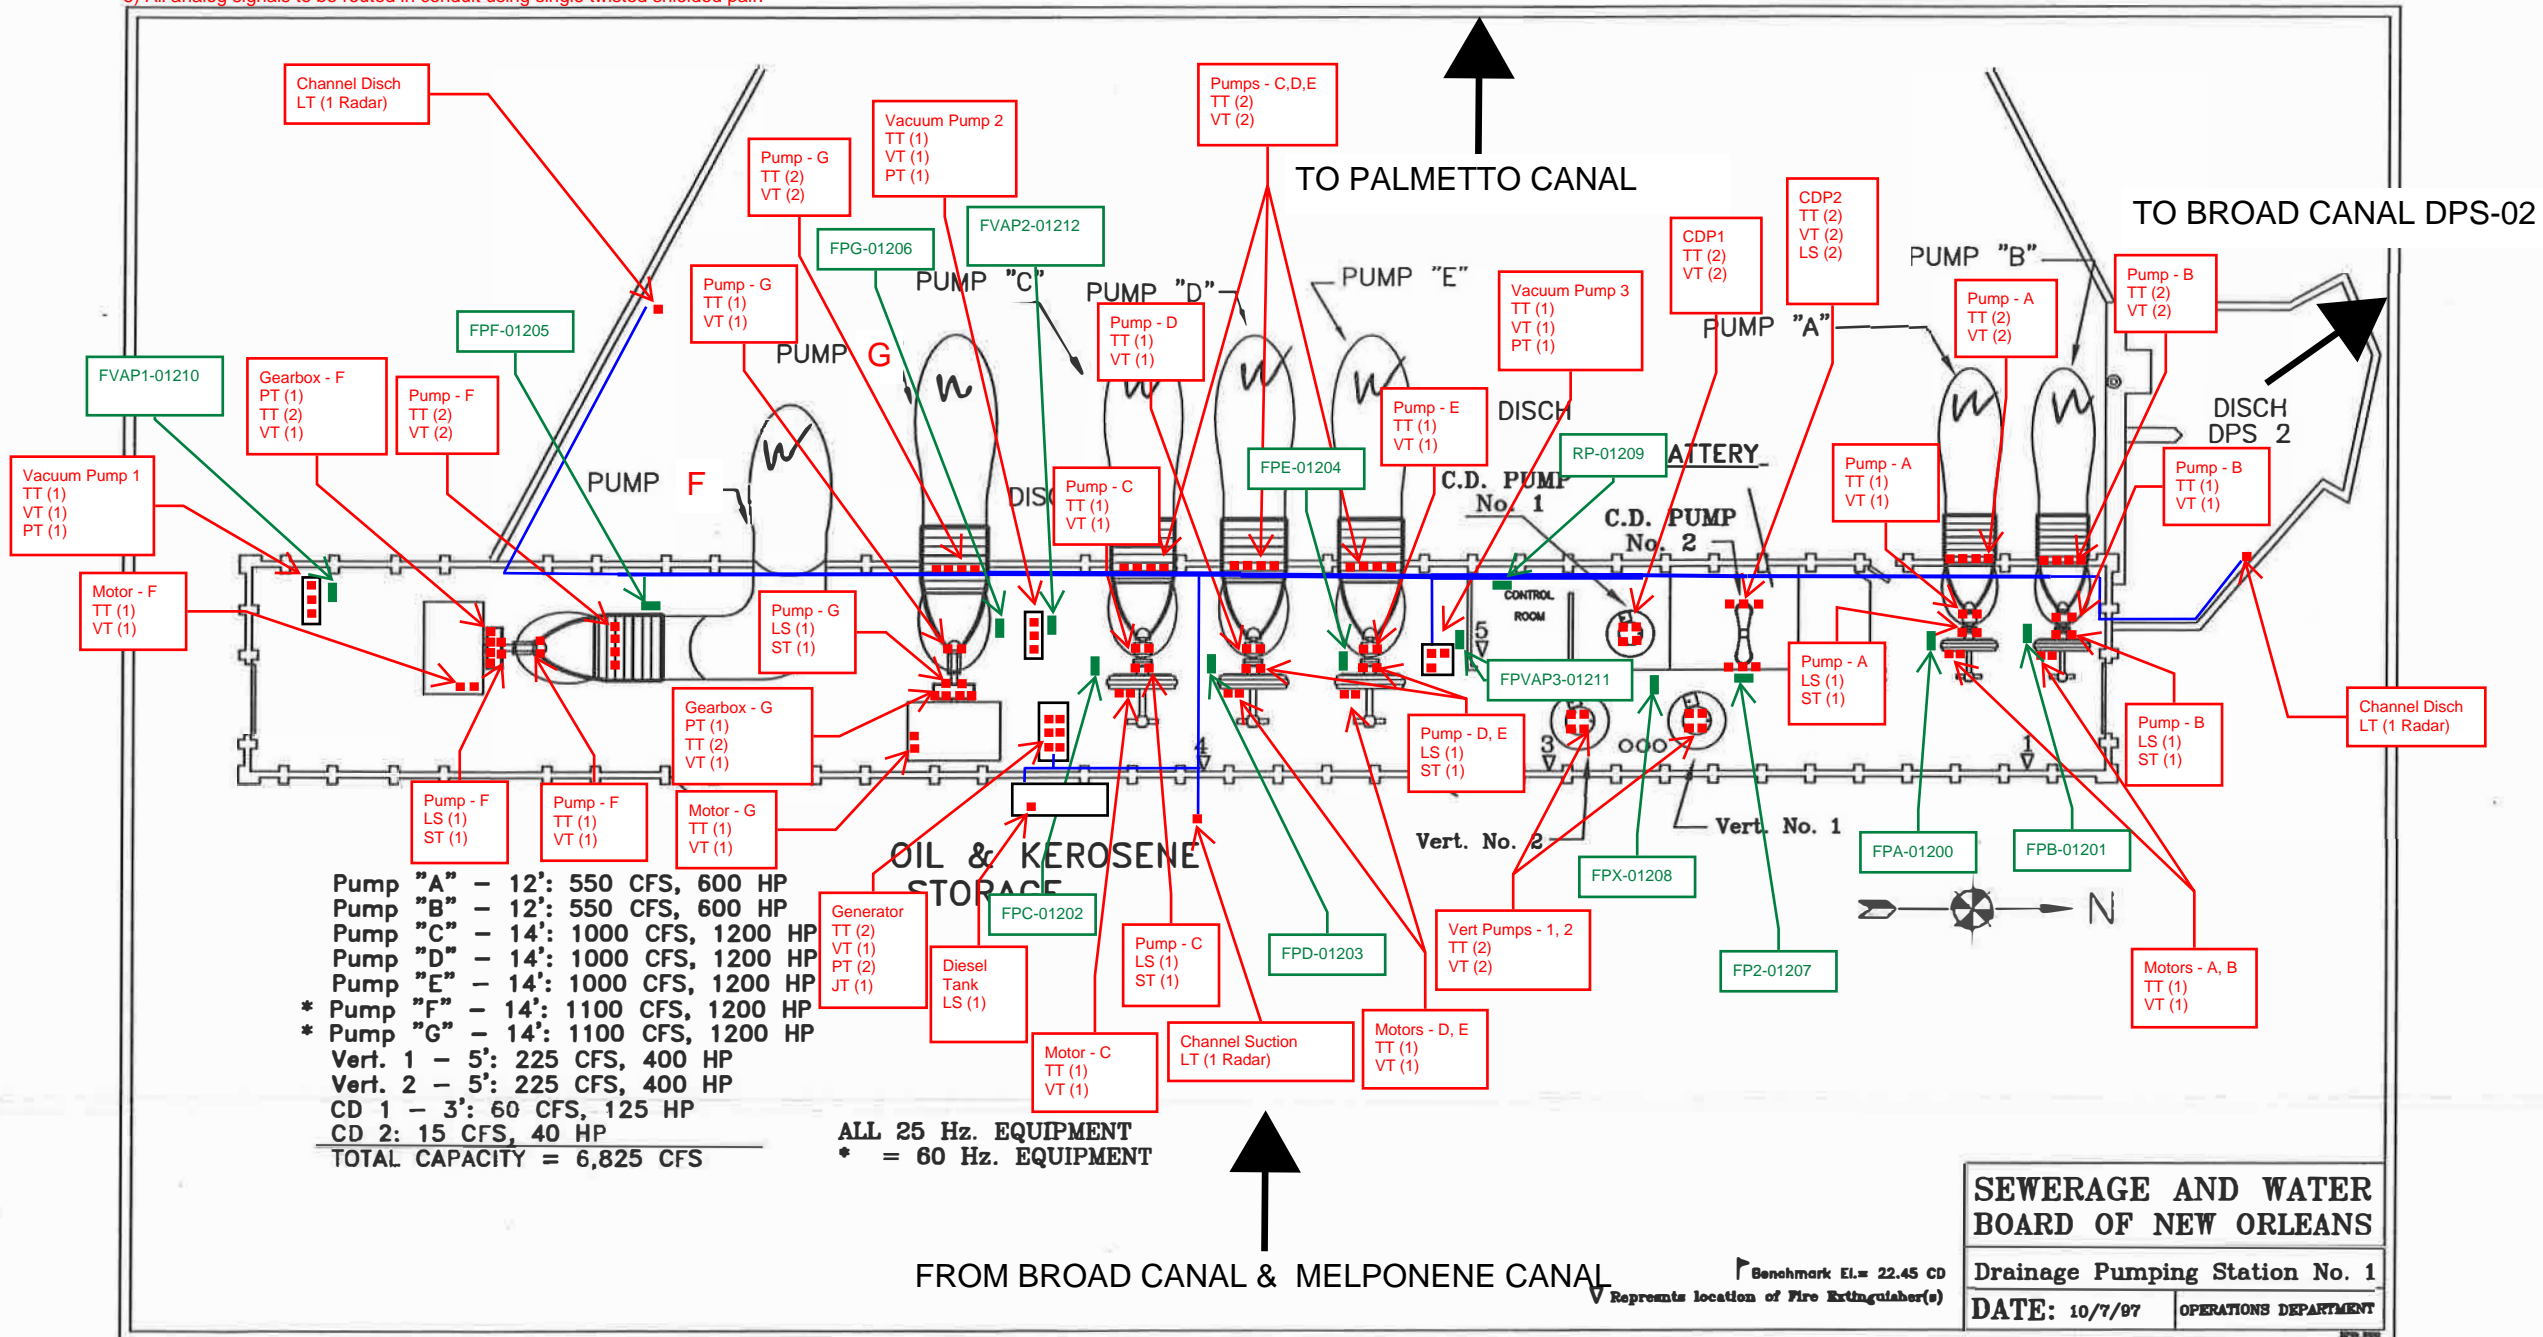 Channel Disch
LT (1 Radar)
Pumps - C,D,E
TT (2)
VT (2)
Vacuum Pump 2
TT (1)
VT (1)
PT (1)
Pump - G
TT (2)
VT (2)
TO PALMETTO CANAL
CDP2
TT (2)
VT (2)
LS (2)
TO BROAD CANAL DPS-02
FVAP2-01212
FPG-01206
CDP1
TT (2)
VT (2)
PUMP "B"
Pump - B
TT (2)
VT (2)
Pump - G
TT (1)
VT (1)
PUMP "C"
PUMP "D"
PUMP "E"
Vacuum Pump 3
TT (1)
VT (1)
PT (1)
Pump - A
TT (2)
VT (2)
FPF-01205
Pump - D
TT (1)
VT (1)
PUMP "A"
PUMP G
FVAP1-01210
Gearbox - F
PT (1)
TT (2)
VT (1)
Pump - F
TT (2)
VT (2)
Pump - E
TT (1)
VT (1)
DISCH
DISCH
DPS 2
Vacuum Pump 1
TT (1)
VT (1)
PT (1)
PUMP F
Pump - C
TT (1)
VT (1)
FPE-01204
RP-01209
ATTERY
C.D. PUMP
No. 1
C.D. PUMP
No. 2
Pump - A
TT (1)
VT (1)
Pump - B
TT (1)
VT (1)
Motor - F
TT (1)
VT (1)
Pump - G
LS (1)
ST (1)
CONTROL
ROOM
5
FPVAP3-01211
Pump - A
LS (1)
ST (1)
Gearbox - G
PT (1)
TT (2)
VT (1)
Pump - D, E
LS (1)
ST (1)
Pump - B
LS (1)
ST (1)
Channel Disch
LT (1 Radar)
4
3
1
Pump - F
LS (1)
ST (1)
Pump - F
TT (1)
VT (1)
Motor - G
TT (1)
VT (1)
Vert. No. 2
Vert. No. 1
OIL & KEROSENE
STORAGE
FPX-01208
FPA-01200
FPB-01201
Pump "A" - 12': 550 CFS, 600 HP
Pump "B" - 12': 550 CFS, 600 HP
Pump "C" - 14': 1000 CFS, 1200 HP
Pump "D" - 14': 1000 CFS, 1200 HP
Pump "E" - 14': 1000 CFS, 1200 HP
* Pump "F" - 14': 1100 CFS, 1200 HP
* Pump "G" - 14': 1100 CFS, 1200 HP
Vert. 1 - 5': 225 CFS, 400 HP
Vert. 2 - 5': 225 CFS, 400 HP
CD 1 - 3': 60 CFS, 125 HP
CD 2: 15 CFS, 40 HP
TOTAL CAPACITY = 6,825 CFS
Generator
TT (2)
VT (1)
PT (2)
JT (1)
FPC-01202
Diesel
Tank
LS (1)
Pump - C
LS (1)
ST (1)
FPD-01203
Vert Pumps - 1, 2
TT (2)
VT (2)
FP2-01207
N
Motors - A, B
TT (1)
VT (1)
Motor - C
TT (1)
VT (1)
Channel Suction
LT (1 Radar)
Motors - D, E
TT (1)
VT (1)
ALL 25 Hz. EQUIPMENT
* = 60 Hz. EQUIPMENT
FROM BROAD CANAL & MELPONENE CANAL
Benchmark El.= 22.45 CD
Represnts location of Fire Extinguisher(s)
SEWERAGE AND WATER
BOARD OF NEW ORLEANS
Drainage Pumping Station No. 1
DATE: 10/7/97
OPERATIONS DEPARTMENT